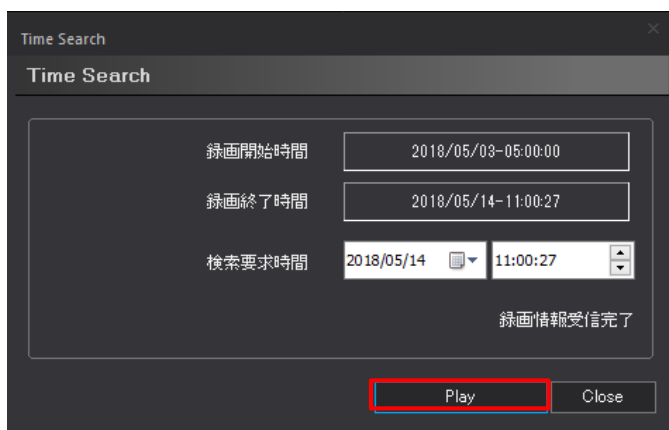 Time Search
Time Search
録画開始時間 2018/05/03-05:00:00
録画終了時間 2018/05/14-11:00:27
検索要求時間 2018/05/14 11:00:27
録画情報受信完了
Play Close